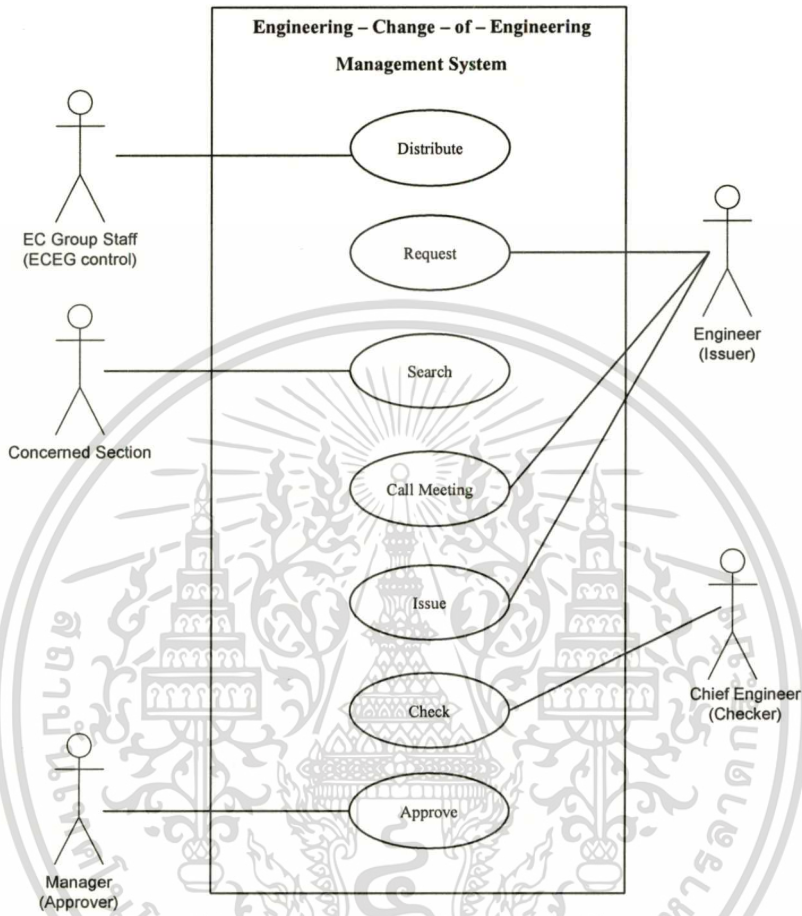 Engineering – Change – of – Engineering
Management System
Distribute
EC Group Staff
(ECEG control)
Request
Engineer
(Issuer)
Search
Concerned Section
Call Meeting
Issue
Chief Engineer
(Checker)
Check
Approve
Manager
(Approver)